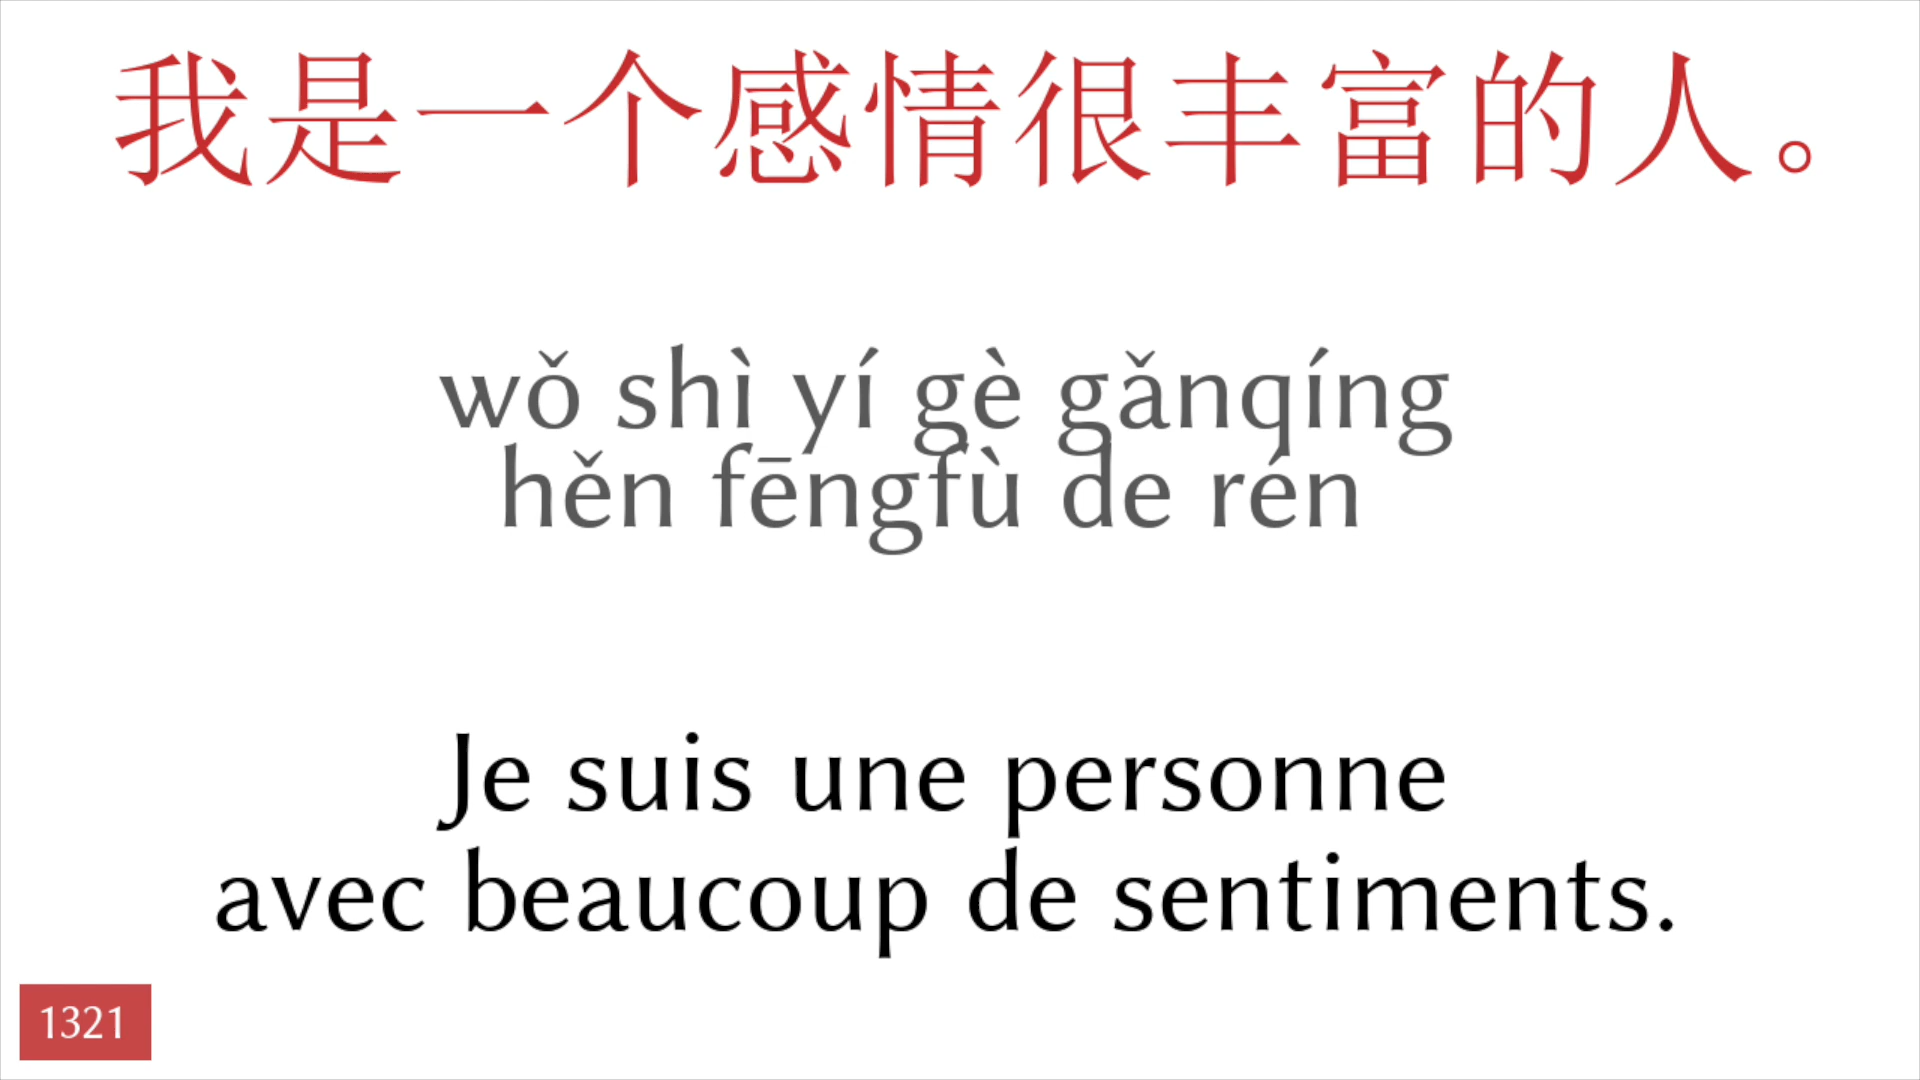 我是一个感情很丰富的人。
wǒ shì yí gè gǎnqíng
hěn fēngfù de rén
Je suis une personne
avec beaucoup de sentiments.
1321